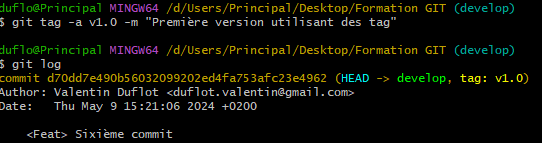 duflo@Principal MINGW64 /d/Users/Principal/Desktop/Formation GIT (develop)
$ git tag -a v1.0 -m "Première version utilisant des tag"
duflo@Principal MINGW64 /d/Users/Principal/Desktop/Formation GIT (develop)
$ git log
commit d70dd7e490b56032099202ed4fa753afc23e4962 (HEAD -> develop, tag: v1.0)
Author: Valentin Duflot <duflot.valentin@gmail.com>
Date:   Thu May 9 15:21:06 2024 +0200
    <Feat> Sixième commit